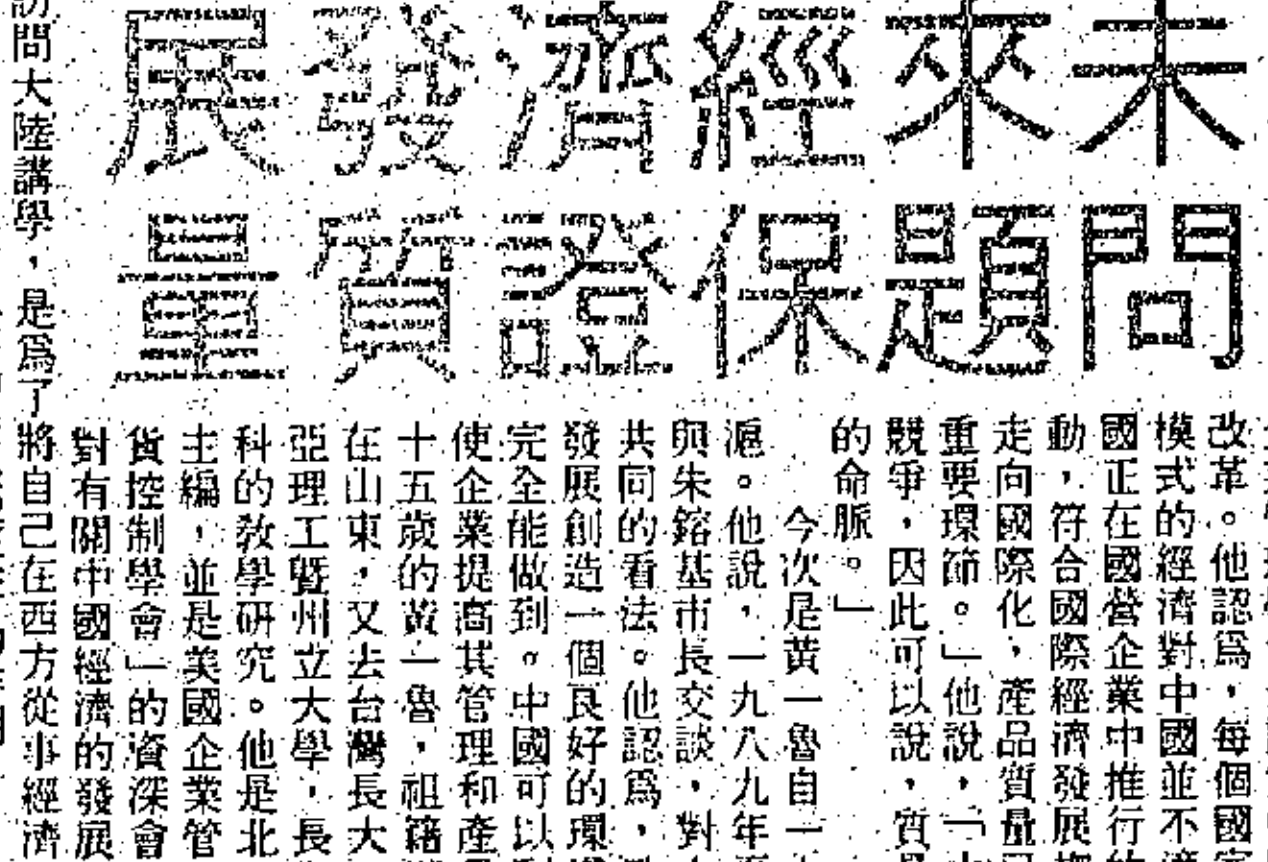 未來經濟發展
問題保證質量
改革。他認爲,每個國
模式的經濟對中國並不
國正在國營企業中推行
動,符合國際經濟發展
走向國際化,產品質量
重要環節。」他說,「
競爭,因此可以說,質
的命脈。」
今次是黃一魯自一
滬。他說,一九八九年
與朱鎔基市長交談,對
共同的看法。他認爲,
發展創造一個良好的環
完全能做到。中國可以
使企業提高其管理和產
十五歲的黃一魯,祖籍
在山東,又去台灣長大
亞理工曁州立大學,長
科的敎學研究。他是北
主編,並是美國企業管
貨控制學會」的資深會
對有關中國經濟的發展
訪問大陸講學,是爲了將自己在西方從事經濟